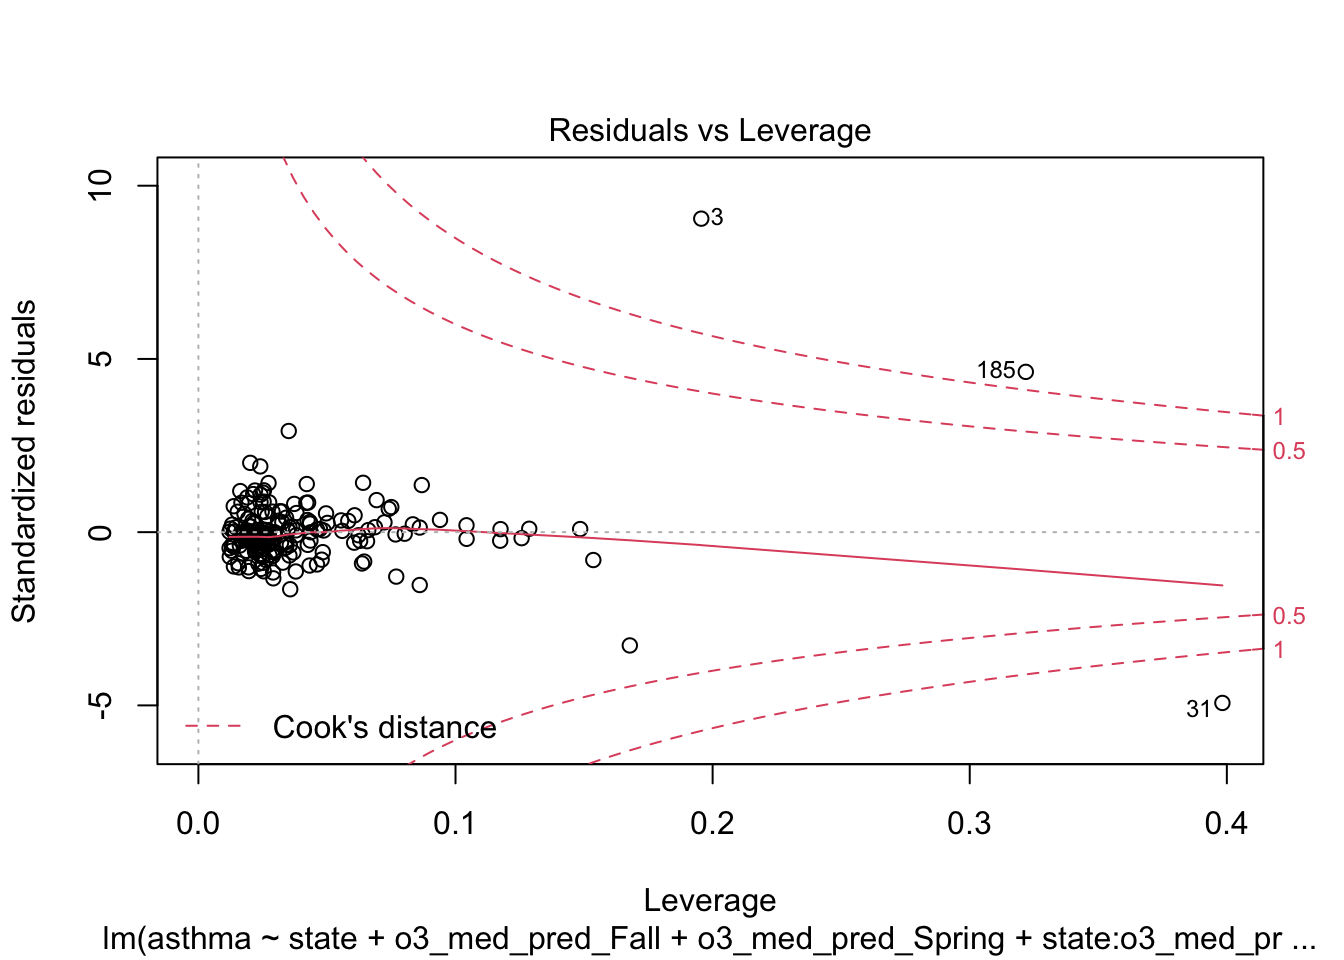 Residuals vs Leverage
Standardized residuals
10
5
0
-5
3
185
31
1
0.5
0.5
1
Cook's distance
0.0 0.1 0.2 0.3 0.4
Leverage
lm(asthma ~ state + o3_med_pred_Fall + o3_med_pred_Spring + state:o3_med_pr ...